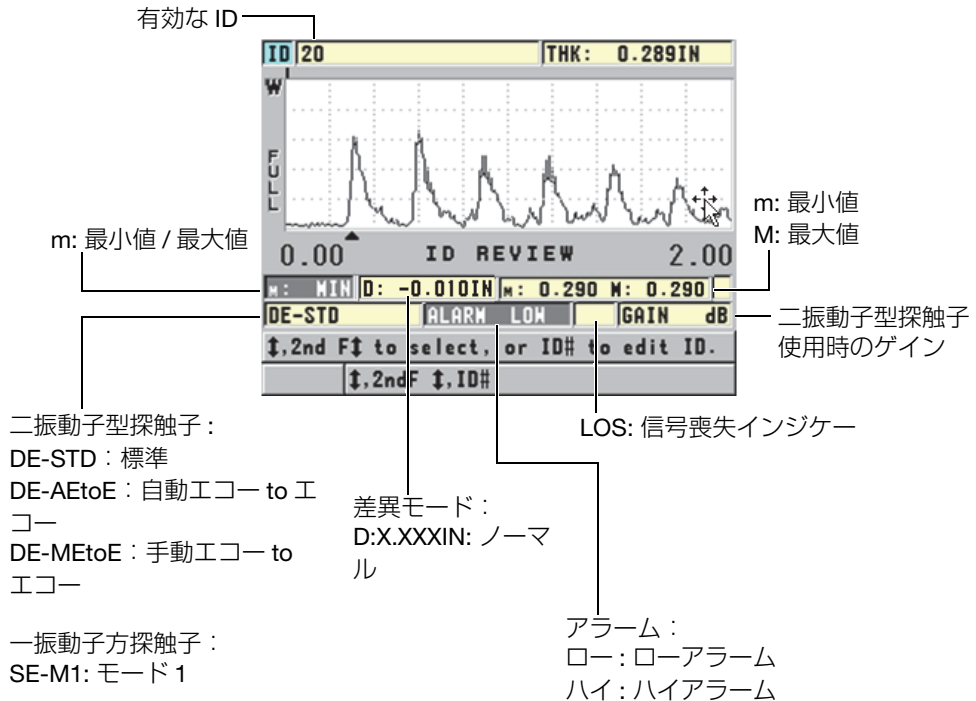 有効な ID
ID 20 THK: 0.289IN
W
FULL
0.00 ID REVIEW 2.00
m: MIN D: -0.010IN m: 0.290 M: 0.290
DE-STD ALARM LOW GAIN dB
↕,2nd F↕ to select, or ID# to edit ID.
↕,2ndF ↕,ID#
m: 最小値 / 最大値
m: 最小値
M: 最大値
二振動子型探触子
使用時のゲイン
二振動子型探触子 :
DE-STD：標準
DE-AEtoE：自動エコー to エ
コー
DE-MEtoE：手動エコー to
エコー
一振動子方探触子：
SE-M1: モード 1
差異モード：
D:X.XXXIN: ノーマ
ル
LOS: 信号喪失インジケー
アラーム：
ロー : ローアラーム
ハイ : ハイアラーム